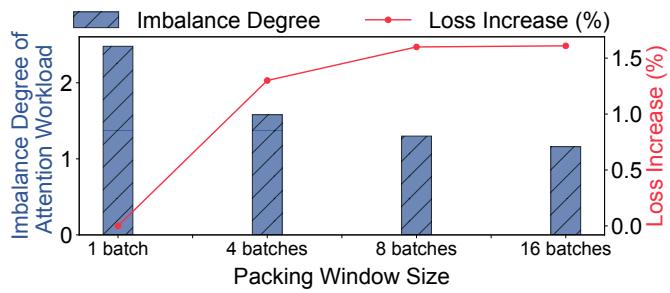 Imbalance Degree
Loss Increase (%)
Imbalance Degree of
Attention Workload
2
1
0
1.5
1.0
0.5
0.0
Loss Increase (%)
1 batch
4 batches
8 batches
16 batches
Packing Window Size